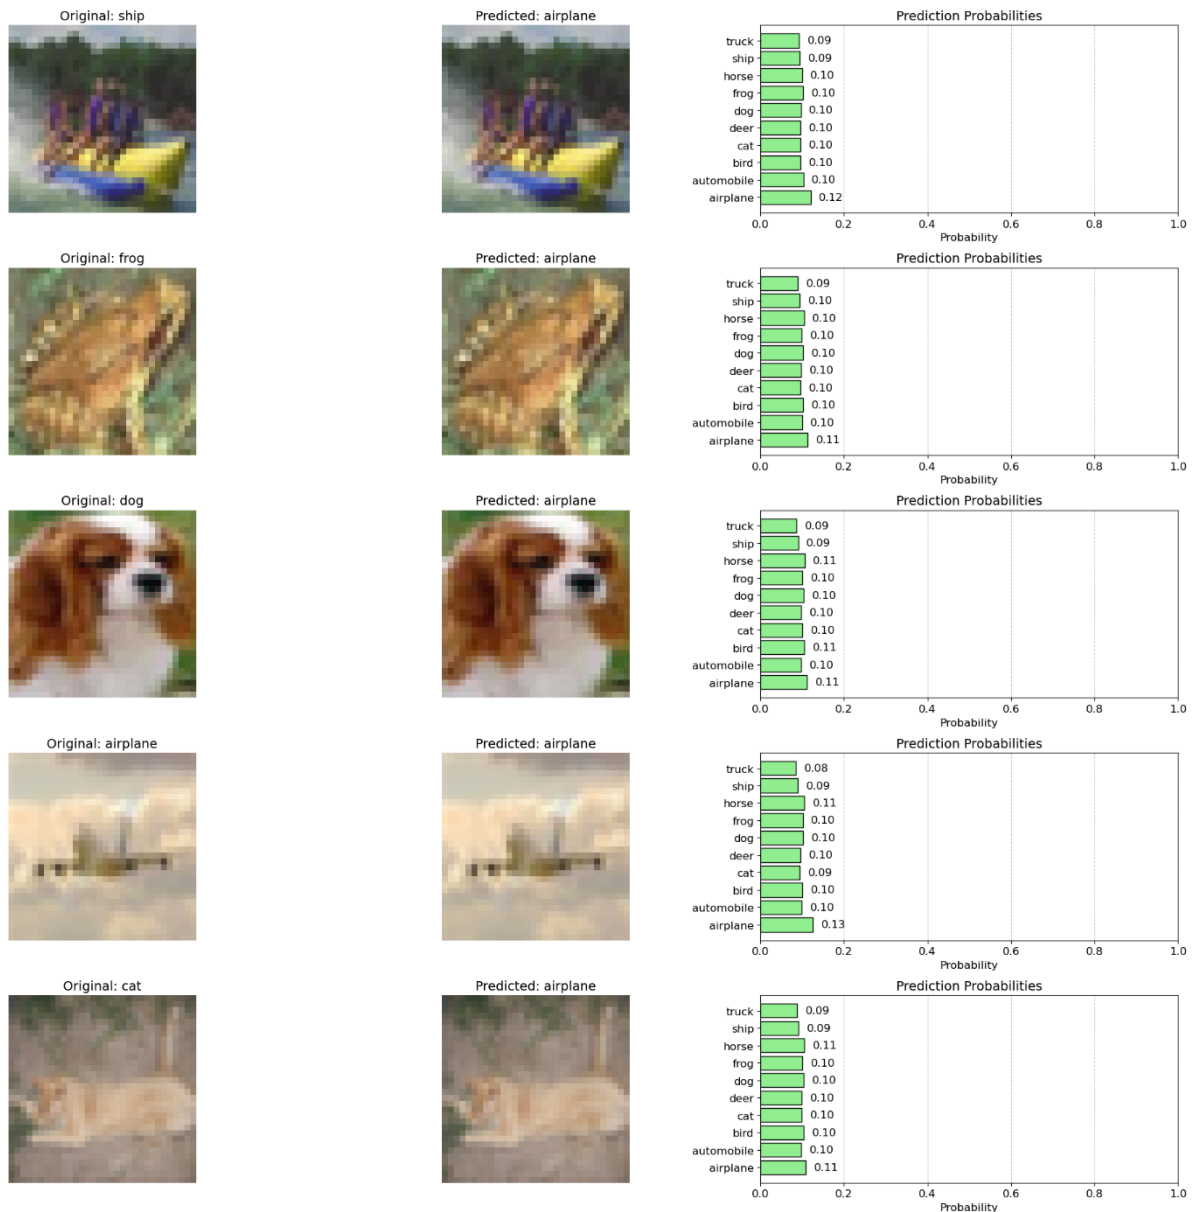 Original: ship
Predicted: airplane
Prediction Probabilities
truck 0.09
ship 0.09
horse 0.10
frog 0.10
dog 0.10
deer 0.10
cat 0.10
bird 0.10
automobile 0.10
airplane 0.12
0.0 0.2 0.4 0.6 0.8 1.0
Probability
Original: frog
Predicted: airplane
Prediction Probabilities
truck 0.09
ship 0.10
horse 0.10
frog 0.10
dog 0.10
deer 0.10
cat 0.10
bird 0.10
automobile 0.10
airplane 0.11
0.0 0.2 0.4 0.6 0.8 1.0
Probability
Original: dog
Predicted: airplane
Prediction Probabilities
truck 0.09
ship 0.09
horse 0.11
frog 0.10
dog 0.10
deer 0.10
cat 0.10
bird 0.11
automobile 0.10
airplane 0.11
0.0 0.2 0.4 0.6 0.8 1.0
Probability
Original: airplane
Predicted: airplane
Prediction Probabilities
truck 0.08
ship 0.09
horse 0.11
frog 0.10
dog 0.10
deer 0.10
cat 0.09
bird 0.10
automobile 0.10
airplane 0.13
0.0 0.2 0.4 0.6 0.8 1.0
Probability
Original: cat
Predicted: airplane
Prediction Probabilities
truck 0.09
ship 0.09
horse 0.11
frog 0.10
dog 0.10
deer 0.10
cat 0.10
bird 0.10
automobile 0.10
airplane 0.11
0.0 0.2 0.4 0.6 0.8 1.0
Probability